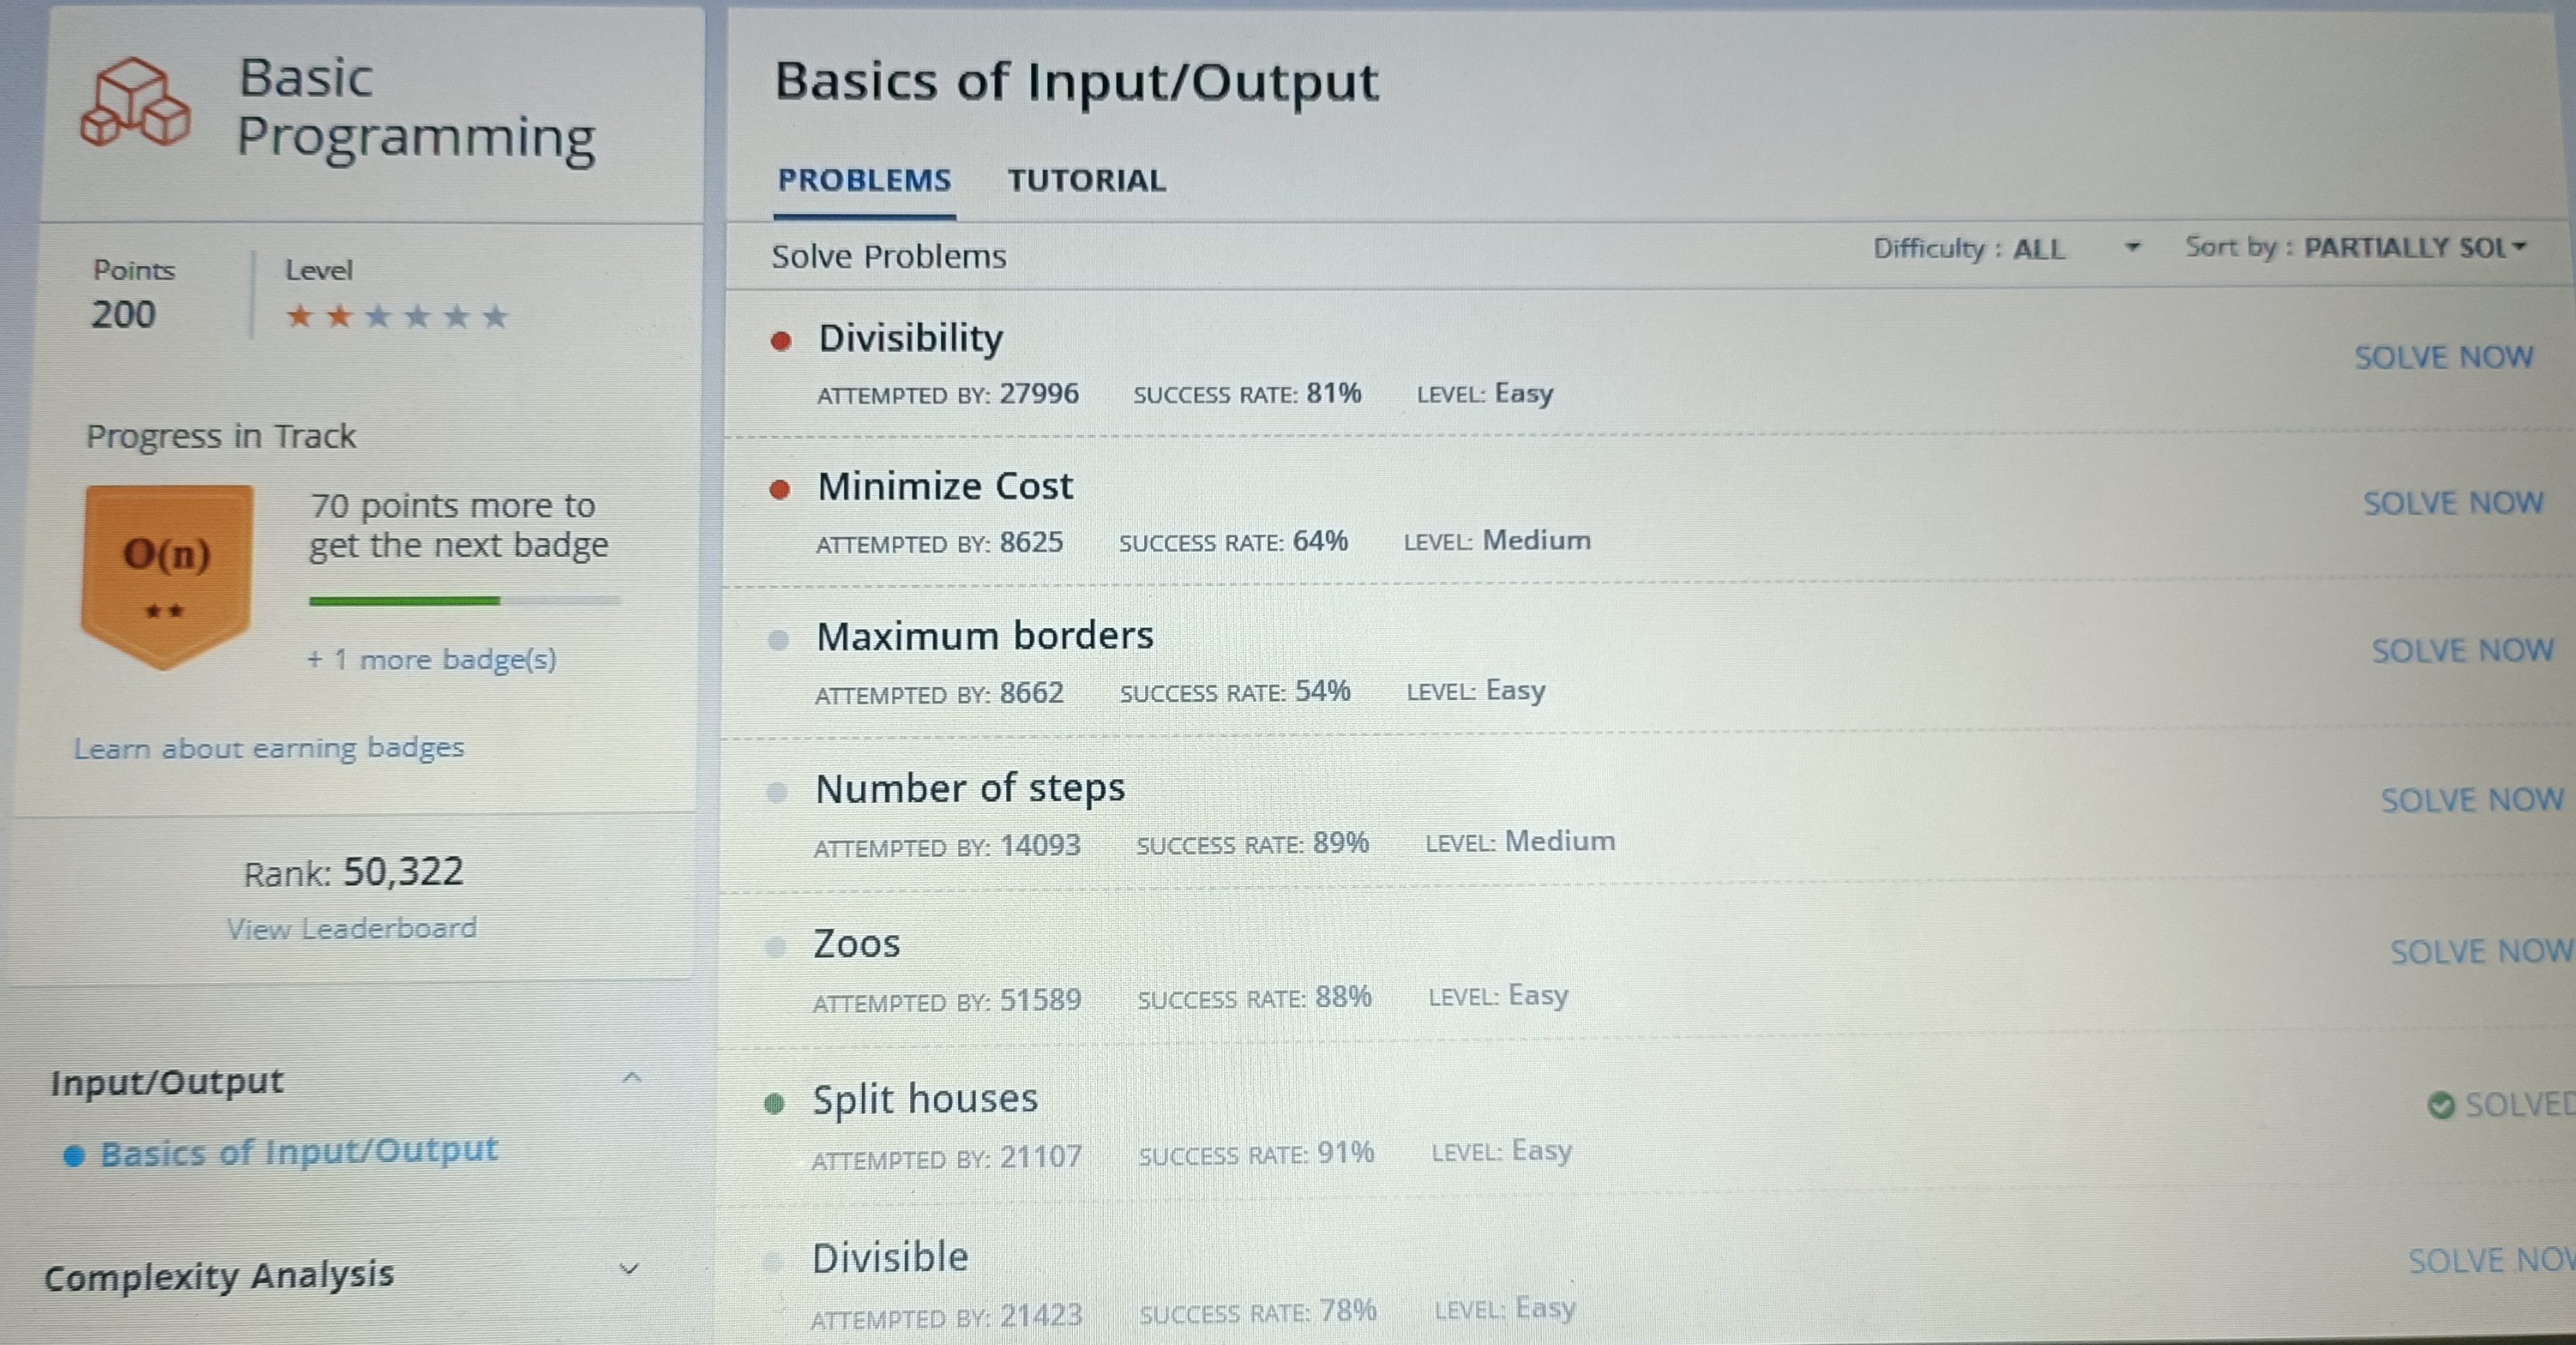 Basic
Programming
Points
200
Level
Progress in Track
O(n)
70 points more to
get the next badge
+ 1 more badge(s)
Learn about earning badges
Rank: 50,322
View Leaderboard
Input/Output
Basics of Input/Output
Complexity Analysis
Basics of Input/Output
PROBLEMS TUTORIAL
Solve Problems Difficulty : ALL Sort by : PARTIALLY SOL
Divisibility
SOLVE NOW
ATTEMPTED BY: 27996 SUCCESS RATE: 81% LEVEL: Easy
Minimize Cost
SOLVE NOW
ATTEMPTED BY: 8625 SUCCESS RATE: 64% LEVEL: Medium
Maximum borders
SOLVE NOW
ATTEMPTED BY: 8662 SUCCESS RATE: 54% LEVEL: Easy
Number of steps
SOLVE NOW
ATTEMPTED BY: 14093 SUCCESS RATE: 89% LEVEL: Medium
Zoos
SOLVE NOW
ATTEMPTED BY: 51589 SUCCESS RATE: 88% LEVEL: Easy
Split houses
SOLVED
ATTEMPTED BY: 21107 SUCCESS RATE: 91% LEVEL: Easy
Divisible
SOLVE NOW
ATTEMPTED BY: 21423 SUCCESS RATE: 78% LEVEL: Easy